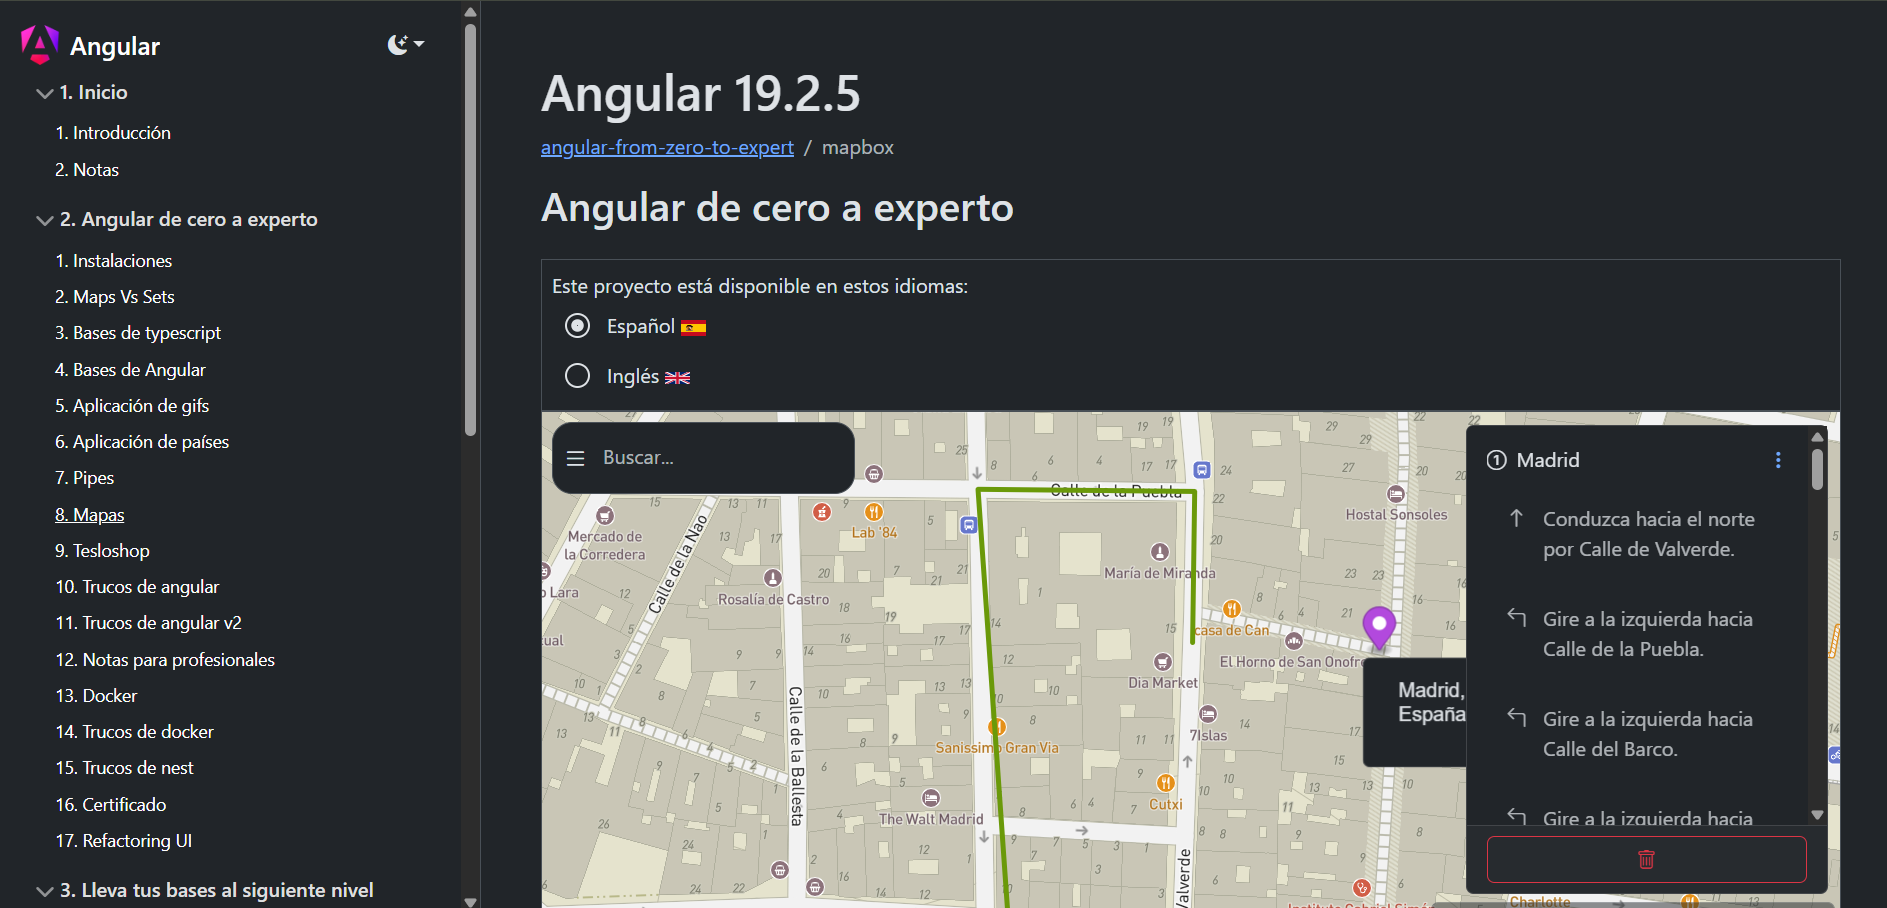 Angular
1. Inicio
1. Introducción
2. Notas
2. Angular de cero a experto
1. Instalaciones
2. Maps Vs Sets
3. Bases de typescript
4. Bases de Angular
5. Aplicación de gifs
6. Aplicación de países
7. Pipes
8. Mapas
9. Tesloshop
10. Trucos de angular
11. Trucos de angular v2
12. Notas para profesionales
13. Docker
14. Trucos de docker
15. Trucos de nest
16. Certificado
17. Refactoring UI
3. Lleva tus bases al siguiente nivel
Angular 19.2.5
angular-from-zero-to-expert / mapbox
Angular de cero a experto
Este proyecto está disponible en estos idiomas:
Español
Inglés
Buscar...
Calle de la Puebla
Hostal Sonsoles
Mercado de
la Corredera
Lab '84
Calle de la Nao
María de Miranda
o Lara
Rosalía de Castro
casa de Can
El Horno de San Onofre
Dia Market
7Islas
Sanissimo Gran Via
Calle de la Ballesta
Cutxi
The Walt Madrid
Valverde
Charlotte
Madrid,
España
1 Madrid
Conduzca hacia el norte
por Calle de Valverde.
Gire a la izquierda hacia
Calle de la Puebla.
Gire a la izquierda hacia
Calle del Barco.
Gire a la izquierda hacia